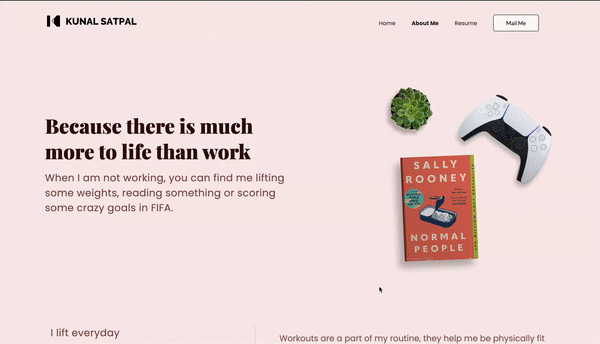 KUNAL SATPAL
Home
About Me
Resume
Mail Me
Because there is much
more to life than work
When I am not working, you can find me lifting
some weights, reading something or scoring
some crazy goals in FIFA.
SALLY
ROONEY
NORMAL
PEOPLE
I lift everyday
Workouts are a part of my routine, they help me be physically fit